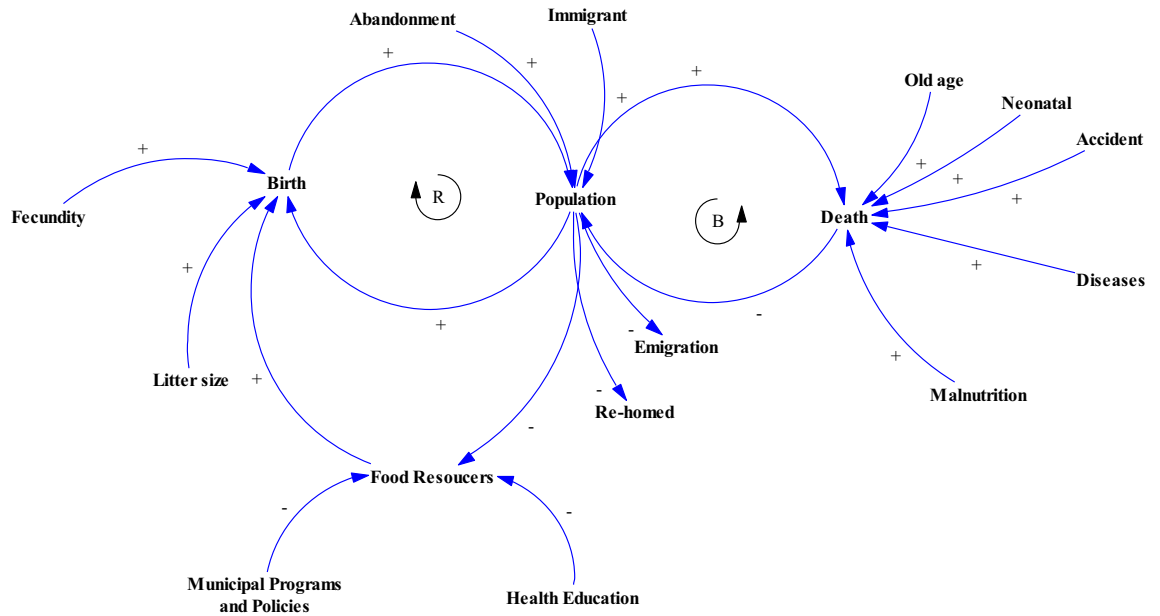 Immigrant
Abandonment
+
+
+
+
Old age
Neonatal
Accident
+
Birth
R
Population
B
Death
+
+
+
Fecundity
+
+
Diseases
+
-
+
-
Emigration
+
Litter size
+
-
Re-homed
Malnutrition
-
Food Resoucers
-
-
Municipal Programs
and Policies
Health Education